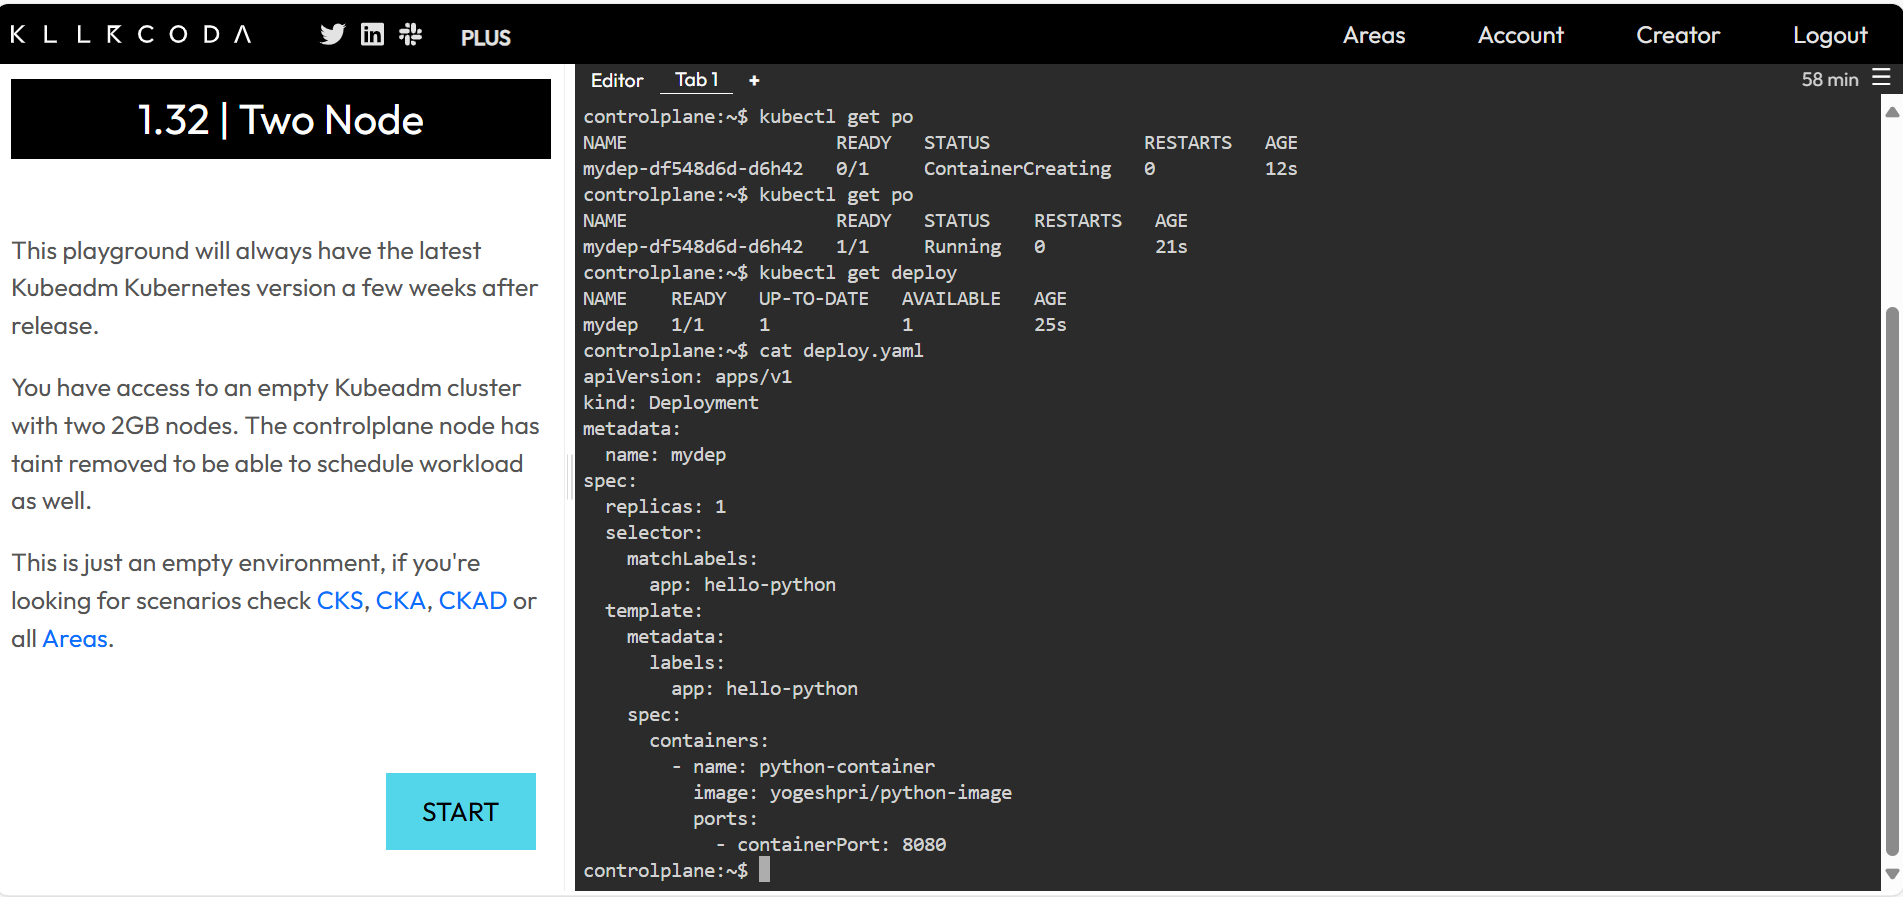 KLLRCODA PLUS Areas Account Creator Logout
1.32 | Two Node
This playground will always have the latest
Kubeadm Kubernetes version a few weeks after
release.
You have access to an empty Kubeadm cluster
with two 2GB nodes. The controlplane node has
taint removed to be able to schedule workload
as well.
This is just an empty environment, if you're
looking for scenarios check CKS, CKA, CKAD or
all Areas.
START
Editor Tab 1 + 58 min
controlplane:~$ kubectl get po
NAME                   READY   STATUS              RESTARTS   AGE
mydep-df548d6d-d6h42   0/1     ContainerCreating   0          12s
controlplane:~$ kubectl get po
NAME                   READY   STATUS    RESTARTS   AGE
mydep-df548d6d-d6h42   1/1     Running   0          21s
controlplane:~$ kubectl get deploy
NAME    READY   UP-TO-DATE   AVAILABLE   AGE
mydep   1/1     1            1           25s
controlplane:~$ cat deploy.yaml
apiVersion: apps/v1
kind: Deployment
metadata:
  name: mydep
spec:
  replicas: 1
  selector:
    matchLabels:
      app: hello-python
  template:
    metadata:
      labels:
        app: hello-python
    spec:
      containers:
        - name: python-container
          image: yogeshpri/python-image
          ports:
            - containerPort: 8080
controlplane:~$